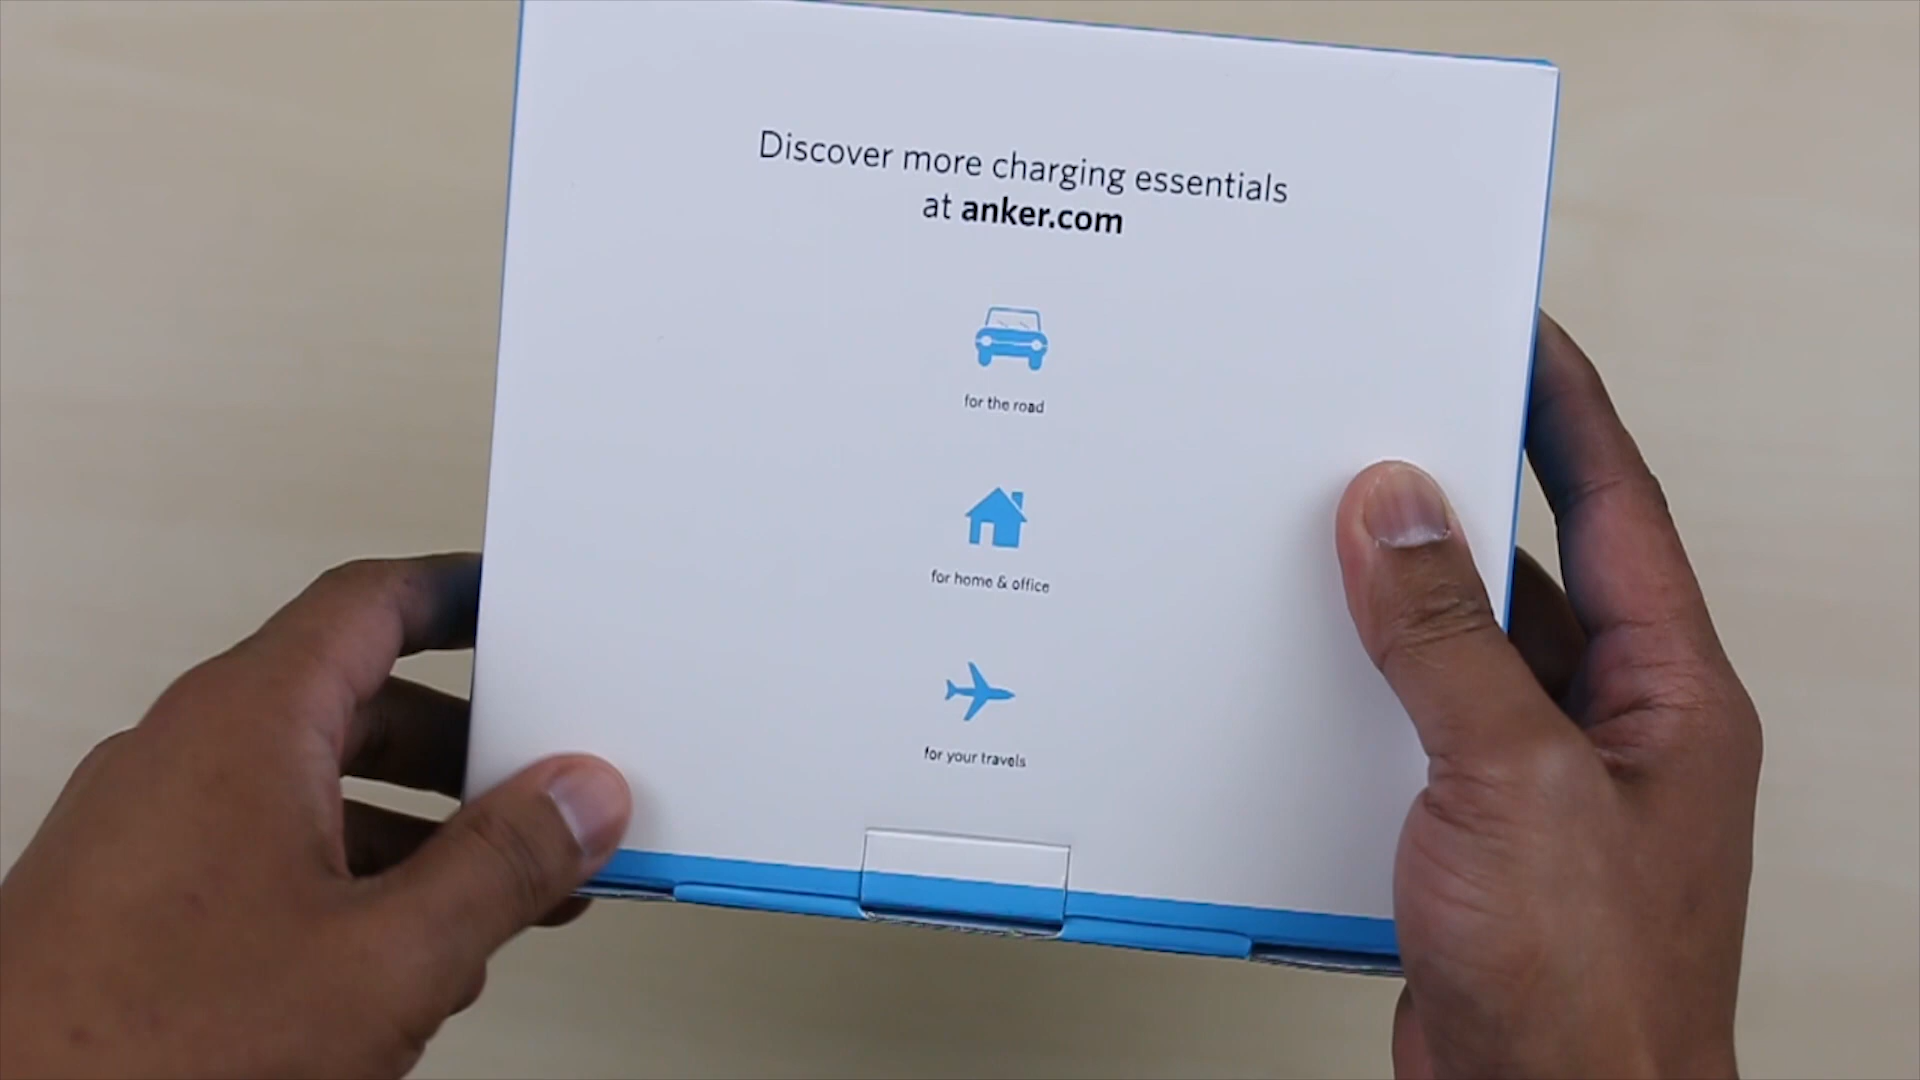 Discover more charging essentials
at anker.com
for the road
for home & office
for your travels